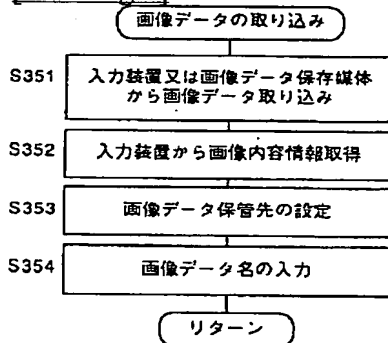 画像データの取り込み
S351
入力装置又は画像データ保存媒体
から画像データ取り込み
S352
入力装置から画像内容情報取得
S353
画像データ保管先の設定
S354
画像データ名の入力
リターン